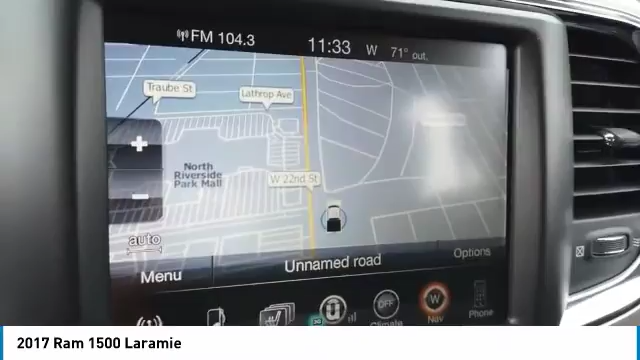 FM 104.3
11:33
W
71° out.
Traube St
Lathrop Ave
+
North
Riverside
Park Mall
W 22nd St
−
auto
Menu
Unnamed road
Options
OFF
Climate
W
Nav
Phone
2017 Ram 1500 Laramie